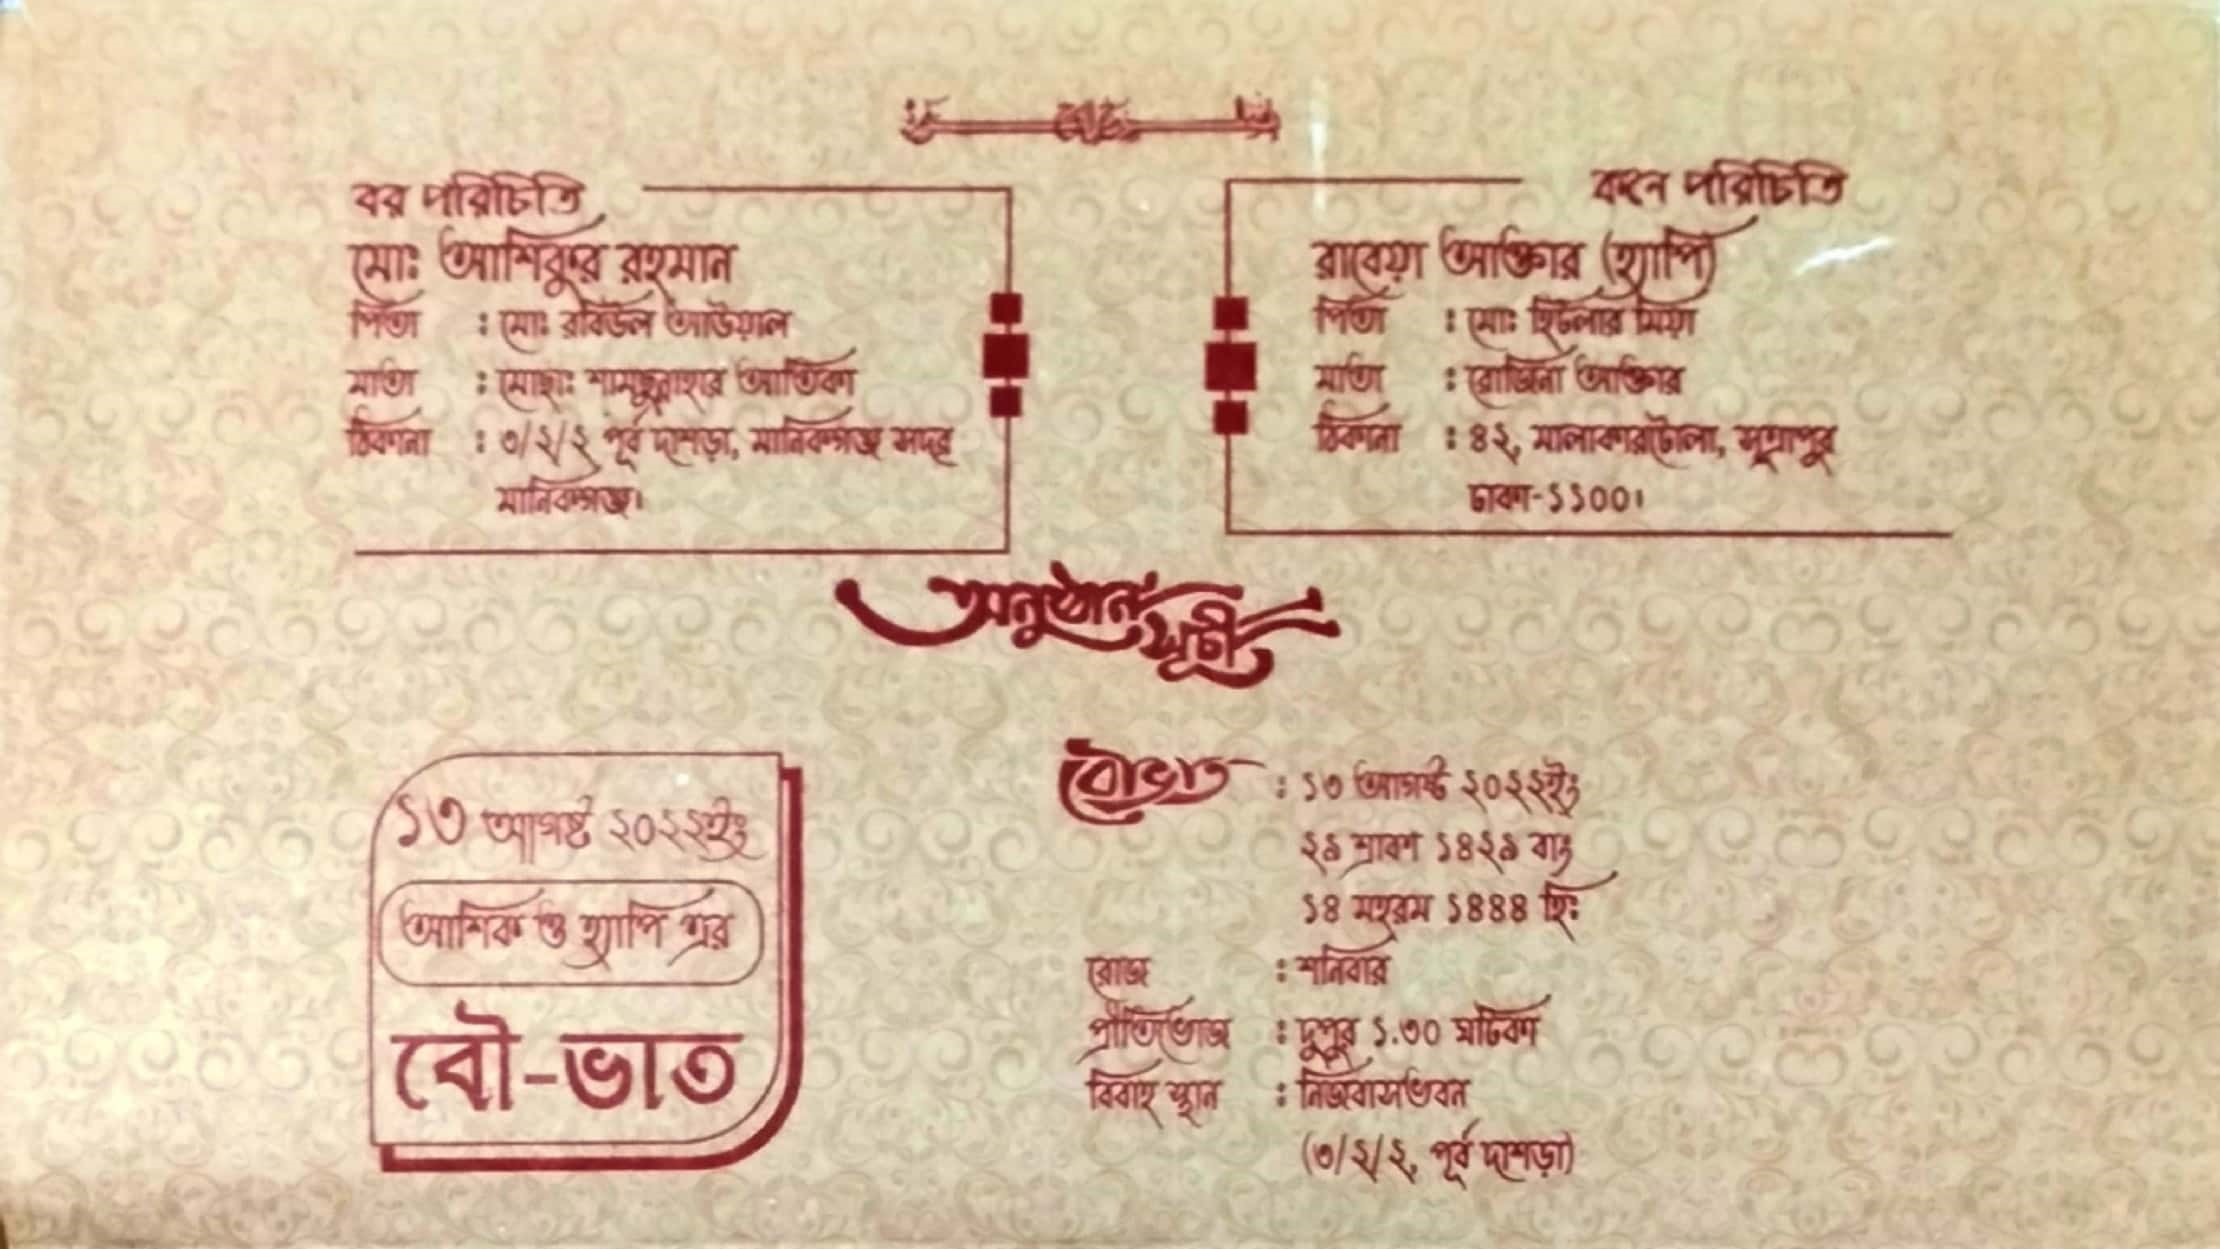 বর পরিচিতি
মোঃ আশিকুর রহমান
পিতা : মোঃ রবিউল আউয়াল
মাতা : মোছাঃ শামছুন্নাহার আতিকা
ঠিকানা : ৩/২/২ পূর্ব দাশড়া, মানিকগঞ্জ সদর
মানিকগঞ্জ।
কনে পরিচিতি
রাবেয়া আক্তার (হ্যাপি)
পিতা : মোঃ হিটলার মিয়া
মাতা : রোজিনা আক্তার
ঠিকানা : ৪২, মালাকারটোলা, সূত্রাপুর
ঢাকা-১১০০।
অনুষ্ঠান
সূচী
১৩ আগষ্ট ২০২২ইং
আশিক ও হ্যাপি এর
বৌ-ভাত
বৌভাত : ১৩ আগষ্ট ২০২২ইং
২৯ শ্রাবণ ১৪২৯ বাং
১৪ মহরম ১৪৪৪ হিঃ
রোজ : শনিবার
প্রীতিভোজ : দুপুর ১.৩০ ঘটিকা
বিবাহ স্থান : নিজবাসভবন
(৩/২/২, পূর্ব দাশড়া)